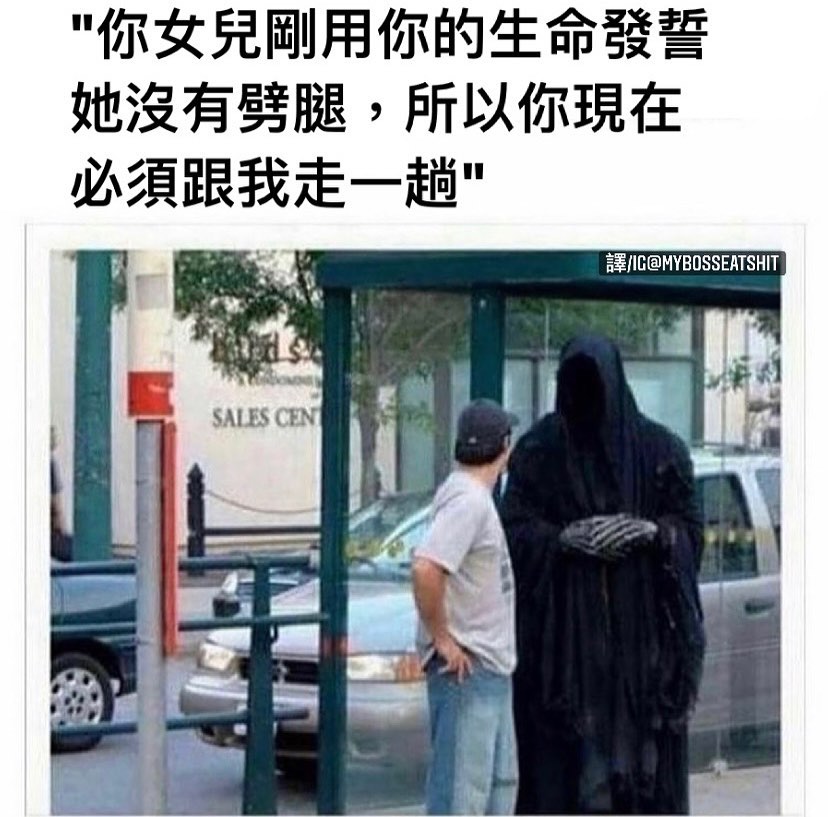 "你女兒剛用你的生命發誓
她沒有劈腿，所以你現在
必須跟我走一趟"
譯/IG@MYBOSSEATSHIT
SALES CEN